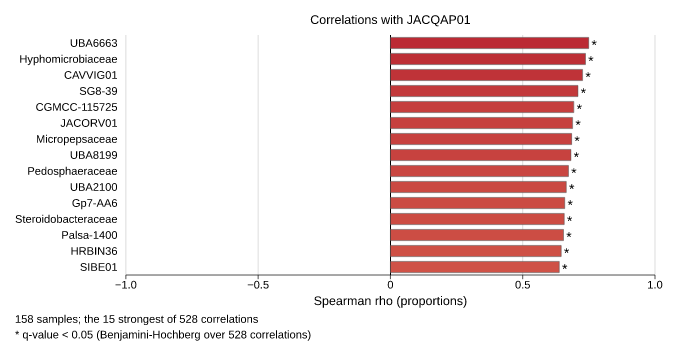 Correlations with JACQAP01
UBA6663 *
Hyphomicrobiaceae *
CAVVIG01 *
SG8-39 *
CGMCC-115725 *
JACORV01 *
Micropepsaceae *
UBA8199 *
Pedosphaeraceae *
UBA2100 *
Gp7-AA6 *
Steroidobacteraceae *
Palsa-1400 *
HRBIN36 *
SIBE01 *
−1.0 −0.5 0 0.5 1.0
Spearman rho (proportions)
158 samples; the 15 strongest of 528 correlations
* q-value < 0.05 (Benjamini-Hochberg over 528 correlations)